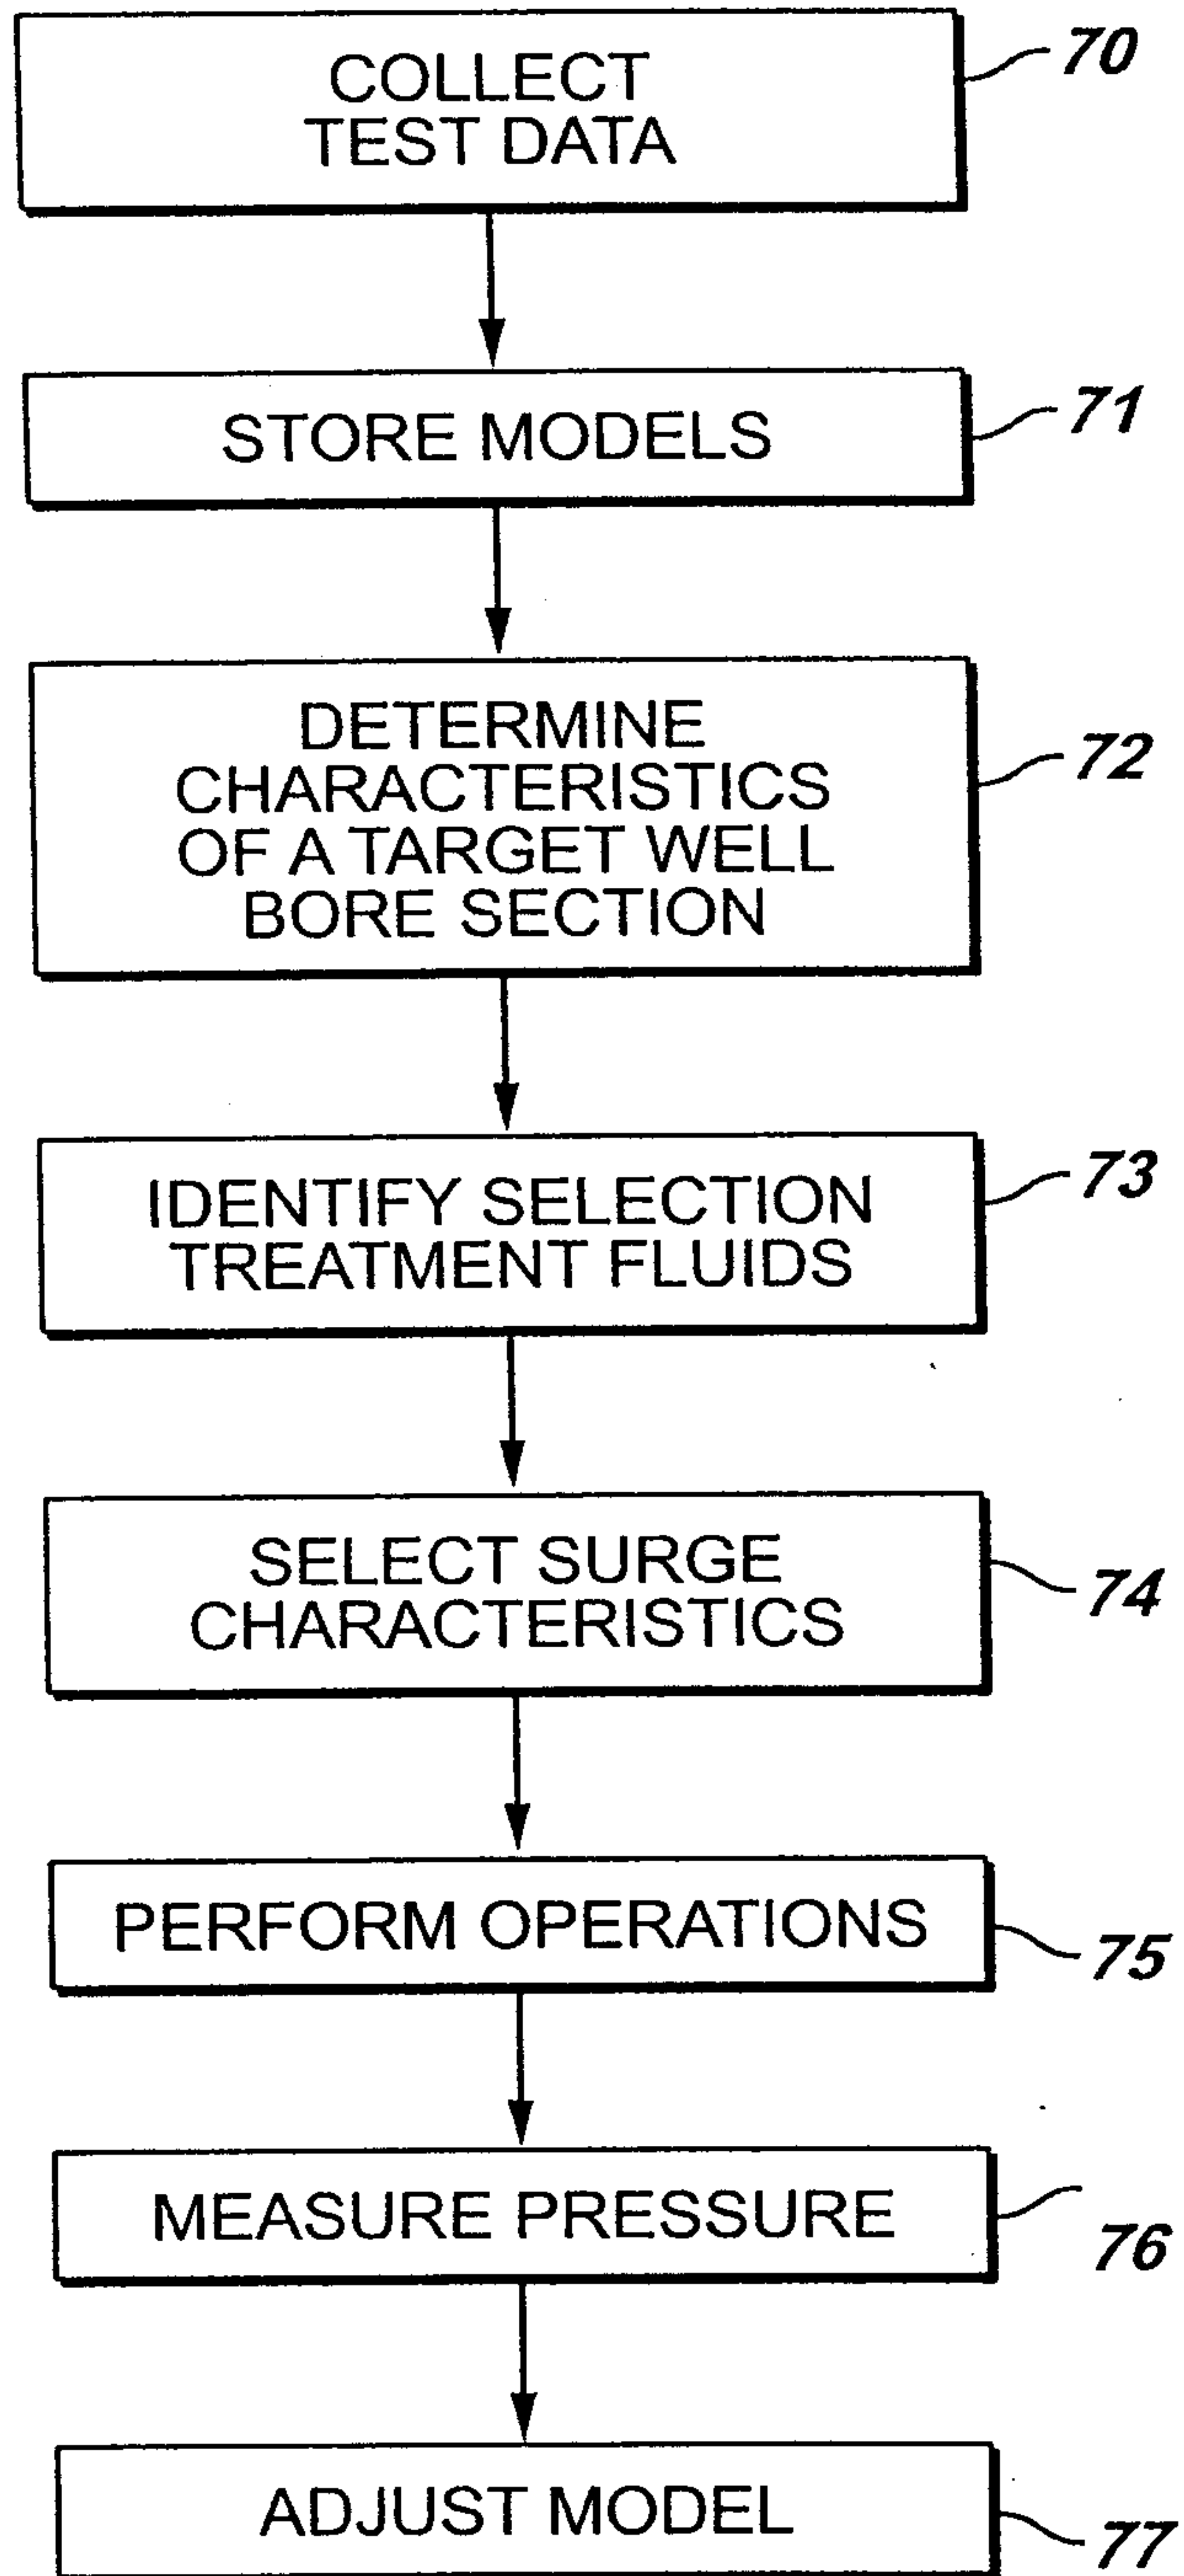 COLLECT
TEST DATA
70
STORE MODELS
71
DETERMINE
CHARACTERISTICS
OF A TARGET WELL
BORE SECTION
72
IDENTIFY SELECTION
TREATMENT FLUIDS
73
SELECT SURGE
CHARACTERISTICS
74
PERFORM OPERATIONS
75
MEASURE PRESSURE
76
ADJUST MODEL
77